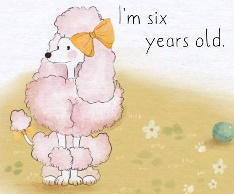 I'm six
years old.